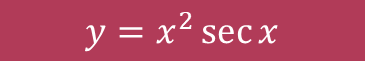 y = x² sec x